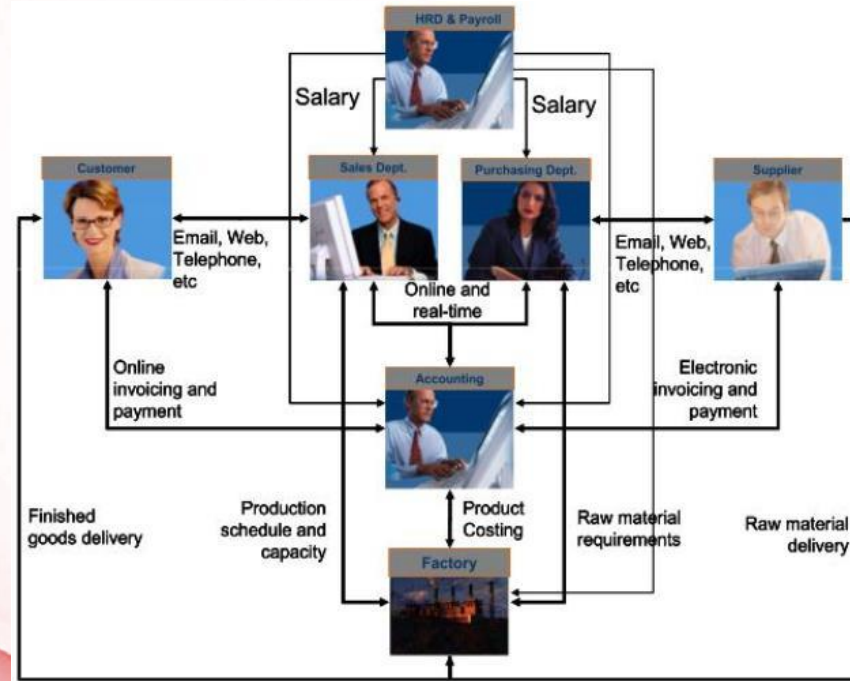 HRD & Payroll
Salary
Salary
Customer
Sales Dept.
Purchasing Dept.
Supplier
Email, Web,
Telephone,
etc
Email, Web,
Telephone,
etc
Online and
real-time
Online
invoicing and
payment
Accounting
Electronic
invoicing and
payment
Finished
goods delivery
Production
schedule and
capacity
Product
Costing
Raw material
requirements
Raw material
delivery
Factory